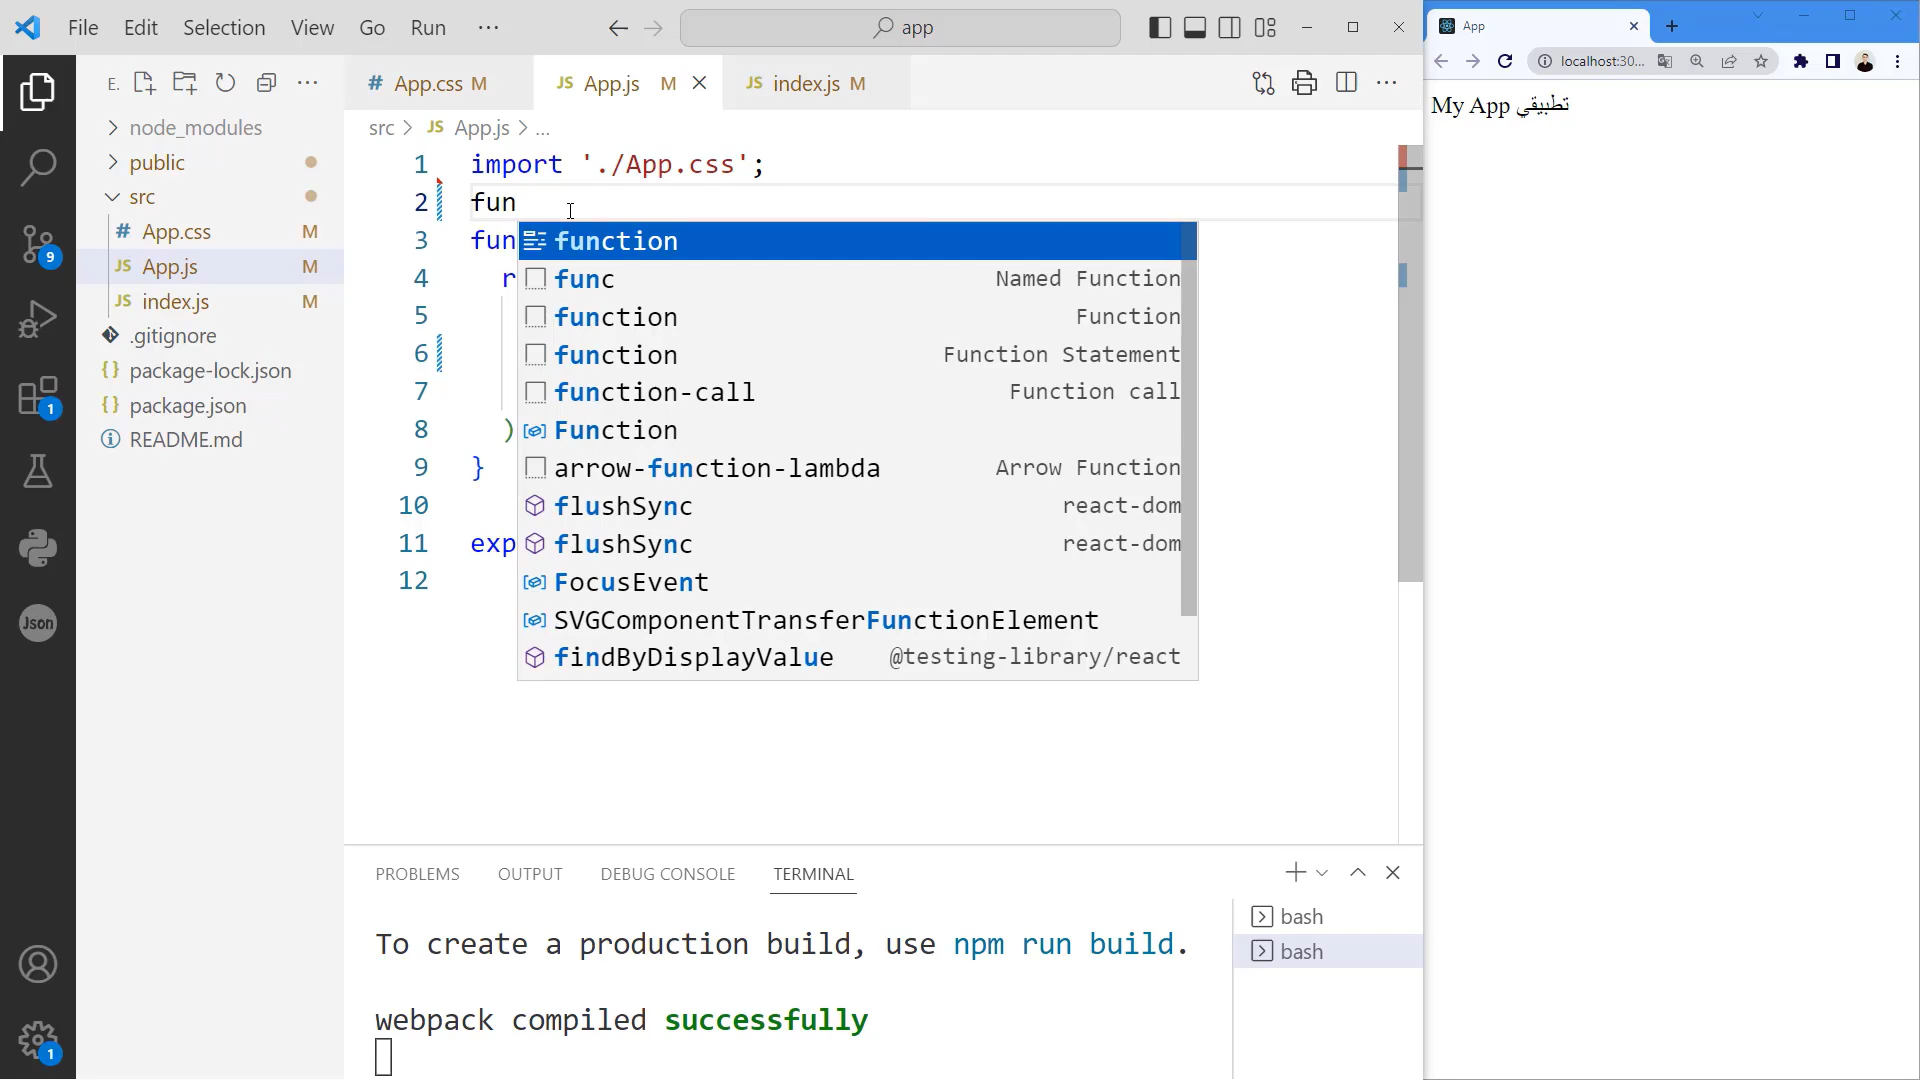 File Edit Selection View Go Run ···
app
App
localhost:30...
E.
# App.css M
JS App.js M
JS index.js M
src > JS App.js > ...
node_modules
public
src
# App.css M
JS App.js M
JS index.js M
.gitignore
{} package-lock.json
{} package.json
README.md
9
1
Json
1
1 import './App.css';
2 fun
3 fun
4 r
5
6
7
8 )
9 }
10
11 exp
12
function
func Named Function
function Function
function Function Statement
function-call Function call
Function
arrow-function-lambda Arrow Function
flushSync react-dom
flushSync react-dom
FocusEvent
SVGComponentTransferFunctionElement
findByDisplayValue @testing-library/react
PROBLEMS OUTPUT DEBUG CONSOLE TERMINAL
To create a production build, use npm run build.
webpack compiled successfully
bash
bash
My App تطبيقي